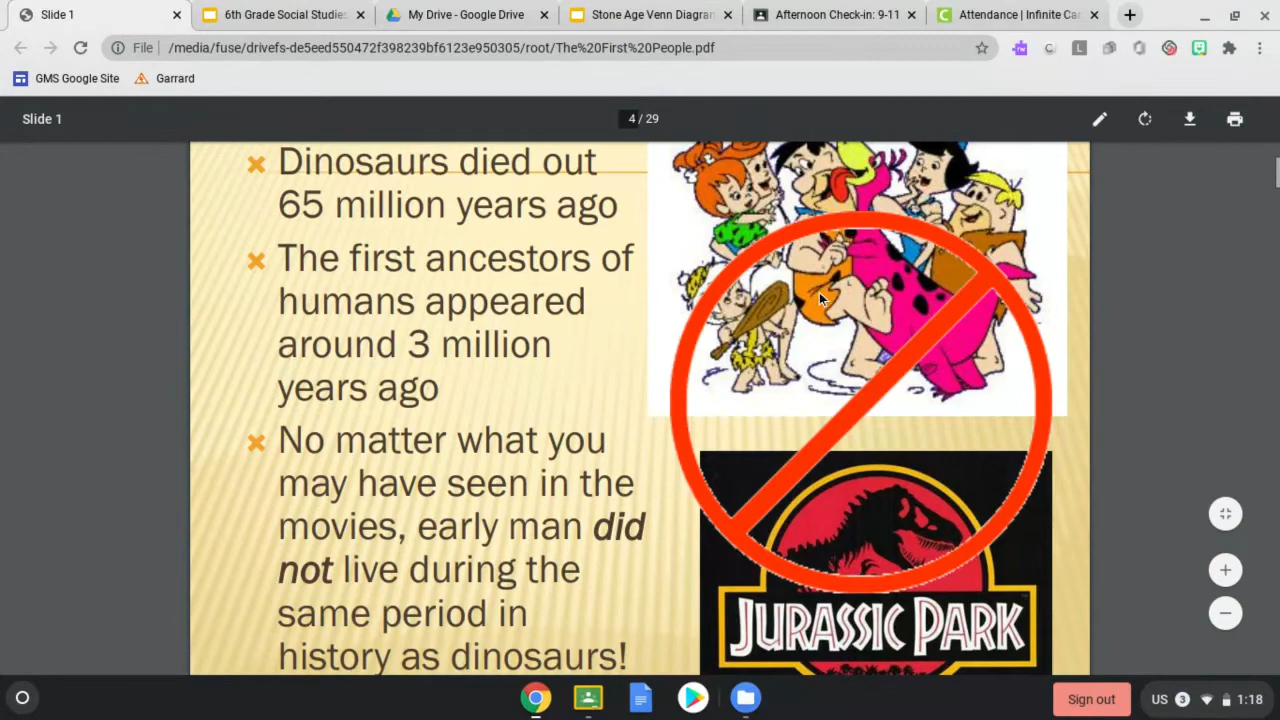 Slide 1
6th Grade Social Studies
My Drive - Google Drive
Stone Age Venn Diagram
Afternoon Check-in: 9-11
Attendance | Infinite Ca
File
/media/fuse/drivefs-de5eed550472f398239bf6123e950305/root/The%20First%20People.pdf
GMS Google Site
Garrard
Slide 1
4 / 29
Dinosaurs died out
65 million years ago
The first ancestors of
humans appeared
around 3 million
years ago
No matter what you
may have seen in the
movies, early man did
not live during the
same period in
history as dinosaurs!
JURASSIC PARK
Sign out
US 3 1:18